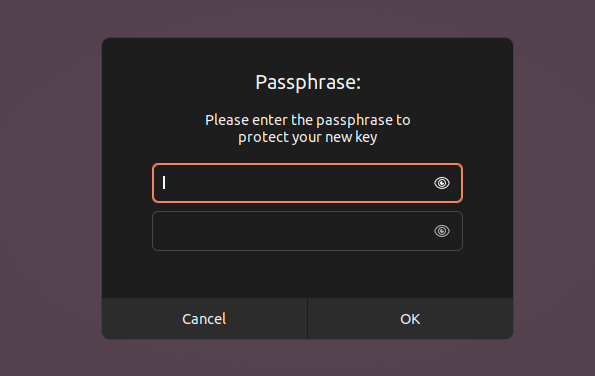 Passphrase:
Please enter the passphrase to
protect your new key
Cancel
OK